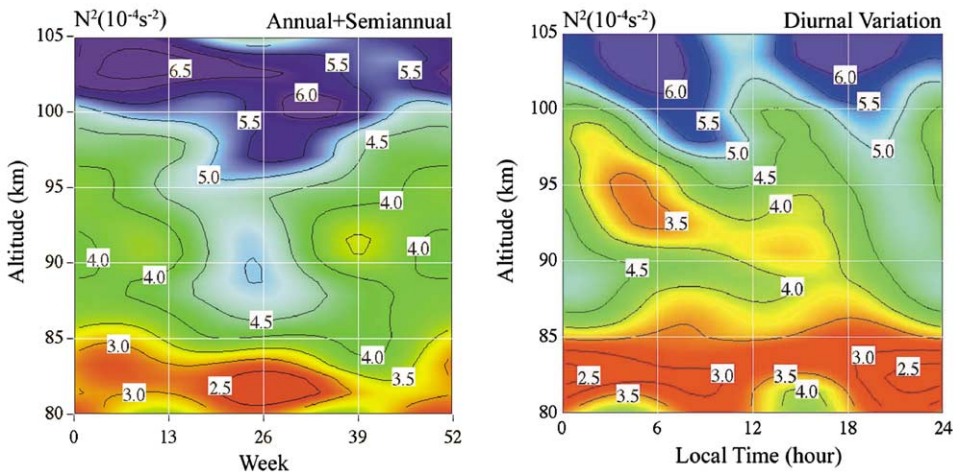 N²(10⁻⁴s⁻²) Annual+Semiannual
105
6.5 5.5 5.5
6.0
100
5.5
4.5
5.0
95
4.0
4.0 4.0
90 4.0
4.5
85
3.0 4.0
3.5
3.0 2.5
80
0 13 26 39 52
Week
Altitude (km)
N²(10⁻⁴s⁻²) Diurnal Variation
105
6.0 6.0
5.5
100
5.5
5.0 5.0
4.5
95
4.0
3.5
90 4.5
4.0
85
3.0 3.5 3.0
2.5 3.0 2.5
3.5 4.0
80
0 6 12 18 24
Local Time (hour)
Altitude (km)